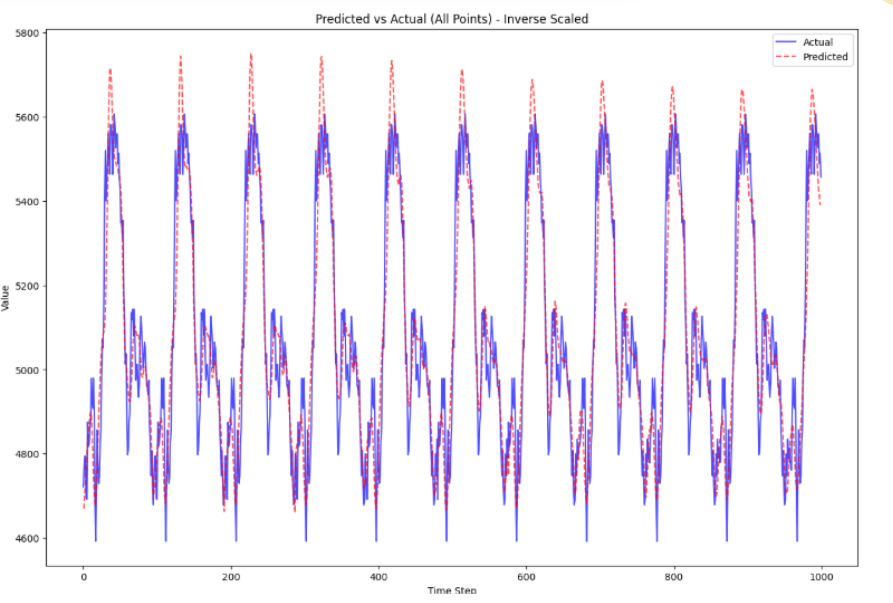 Predicted vs Actual (All Points) - Inverse Scaled
Actual
Predicted
5800
5600
5400
5200
5000
4800
4600
Value
0 200 400 600 800 1000
Time Step